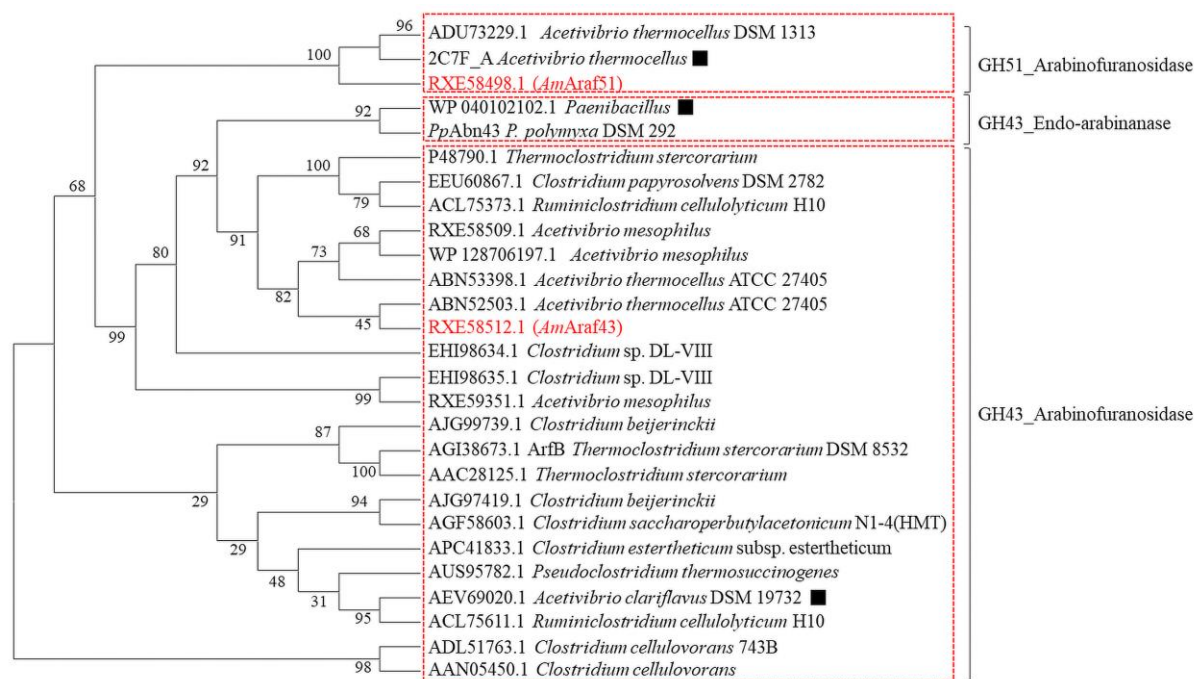 96
ADU73229.1 Acetivibrio thermocellus DSM 1313
100
2C7F_A Acetivibrio thermocellus ■
GH51_Arabinofuranosidase
RXE58498.1 (AmAraf51)
92
WP 040102102.1 Paenibacillus ■
GH43_Endo-arabinanase
PpAbn43 P. polymyxa DSM 292
92
100
P48790.1 Thermoclostridium stercorarium
68
EEU60867.1 Clostridium papyrosolvens DSM 2782
79
ACL75373.1 Ruminiclostridium cellulolyticum H10
91
68
RXE58509.1 Acetivibrio mesophilus
80
73
WP 128706197.1 Acetivibrio mesophilus
ABN53398.1 Acetivibrio thermocellus ATCC 27405
82
ABN52503.1 Acetivibrio thermocellus ATCC 27405
99
45
RXE58512.1 (AmAraf43)
EHI98634.1 Clostridium sp. DL-VIII
EHI98635.1 Clostridium sp. DL-VIII
99
RXE59351.1 Acetivibrio mesophilus
GH43_Arabinofuranosidase
87
AJG99739.1 Clostridium beijerinckii
AGI38673.1 ArfB Thermoclostridium stercorarium DSM 8532
100
AAC28125.1 Thermoclostridium stercorarium
29
94
AJG97419.1 Clostridium beijerinckii
AGF58603.1 Clostridium saccharoperbutylacetonicum N1-4(HMT)
29
APC41833.1 Clostridium estertheticum subsp. estertheticum
48
AUS95782.1 Pseudoclostridium thermosuccinogenes
31
AEV69020.1 Acetivibrio clariflavus DSM 19732 ■
95
ACL75611.1 Ruminiclostridium cellulolyticum H10
ADL51763.1 Clostridium cellulovorans 743B
98
AAN05450.1 Clostridium cellulovorans